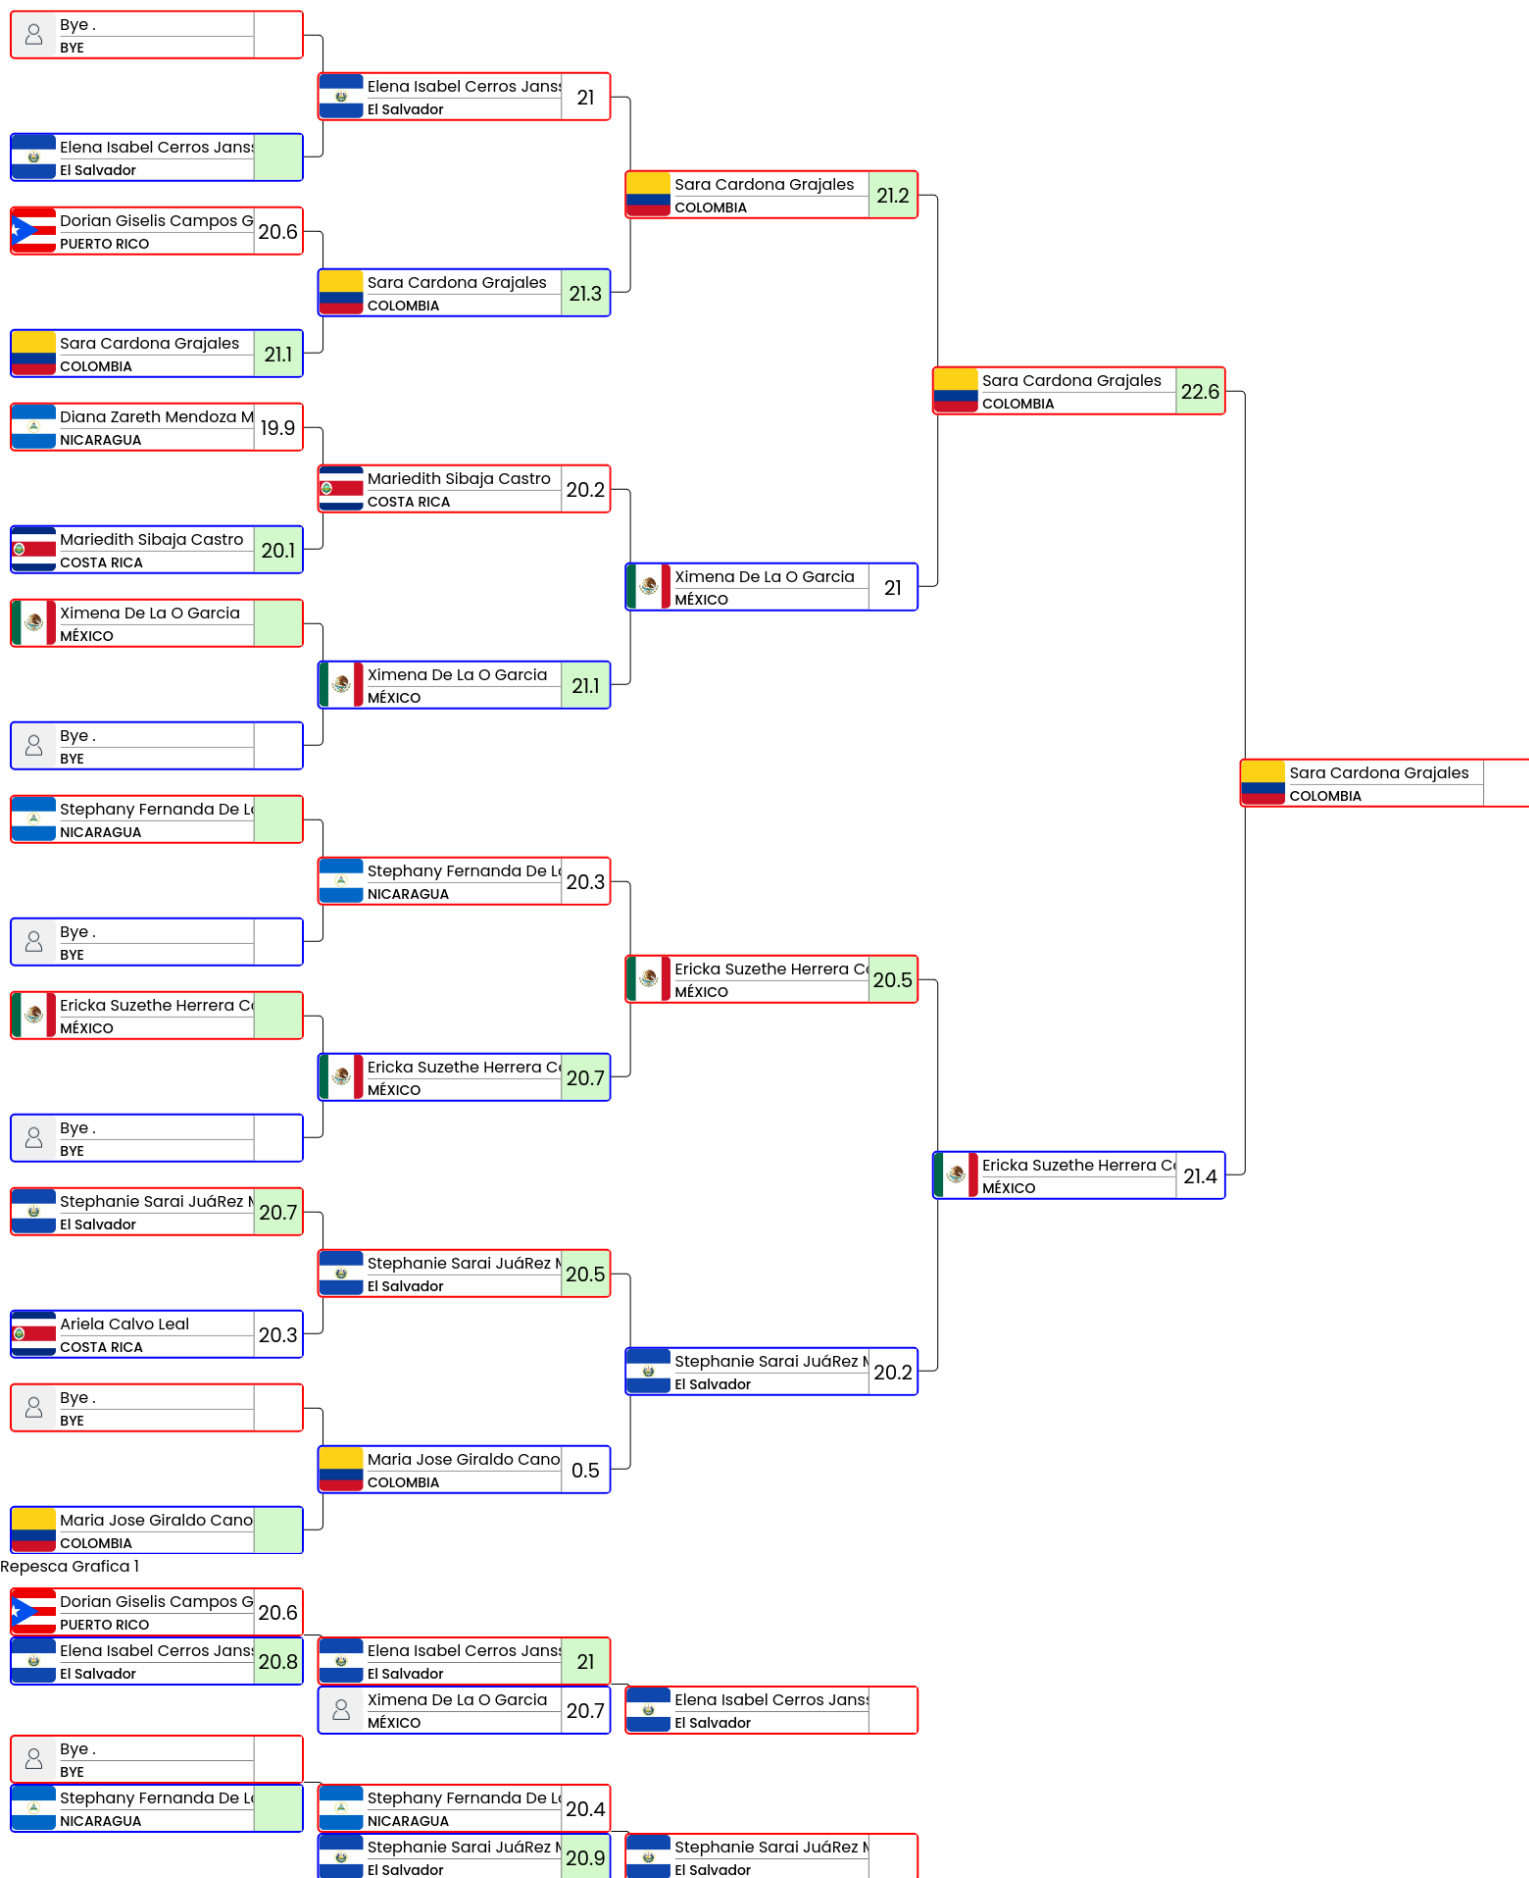 Bye .
BYE
Elena Isabel Cerros Janss
El Salvador
21
Elena Isabel Cerros Janss
El Salvador
Sara Cardona Grajales
COLOMBIA
21.2
Dorian Giselis Campos G
PUERTO RICO
20.6
Sara Cardona Grajales
COLOMBIA
21.3
Sara Cardona Grajales
COLOMBIA
21.1
Sara Cardona Grajales
COLOMBIA
22.6
Diana Zareth Mendoza M
NICARAGUA
19.9
Mariedith Sibaja Castro
COSTA RICA
20.2
Mariedith Sibaja Castro
COSTA RICA
20.1
Ximena De La O Garcia
MÉXICO
21
Ximena De La O Garcia
MÉXICO
Ximena De La O Garcia
MÉXICO
21.1
Bye .
BYE
Sara Cardona Grajales
COLOMBIA
Stephany Fernanda De Lo
NICARAGUA
Stephany Fernanda De Lo
NICARAGUA
20.3
Bye .
BYE
Ericka Suzethe Herrera Co
MÉXICO
20.5
Ericka Suzethe Herrera Co
MÉXICO
Ericka Suzethe Herrera Co
MÉXICO
20.7
Bye .
BYE
Ericka Suzethe Herrera Co
MÉXICO
21.4
Stephanie Sarai JuáRez M
El Salvador
20.7
Stephanie Sarai JuáRez M
El Salvador
20.5
Ariela Calvo Leal
COSTA RICA
20.3
Stephanie Sarai JuáRez M
El Salvador
20.2
Bye .
BYE
Maria Jose Giraldo Cano
COLOMBIA
0.5
Maria Jose Giraldo Cano
COLOMBIA
Repesca Grafica 1
Dorian Giselis Campos G
PUERTO RICO
20.6
Elena Isabel Cerros Janss
El Salvador
20.8
Elena Isabel Cerros Janss
El Salvador
21
Ximena De La O Garcia
MÉXICO
20.7
Elena Isabel Cerros Janss
El Salvador
Bye .
BYE
Stephany Fernanda De Lo
NICARAGUA
Stephany Fernanda De Lo
NICARAGUA
20.4
Stephanie Sarai JuáRez M
El Salvador
20.9
Stephanie Sarai JuáRez M
El Salvador